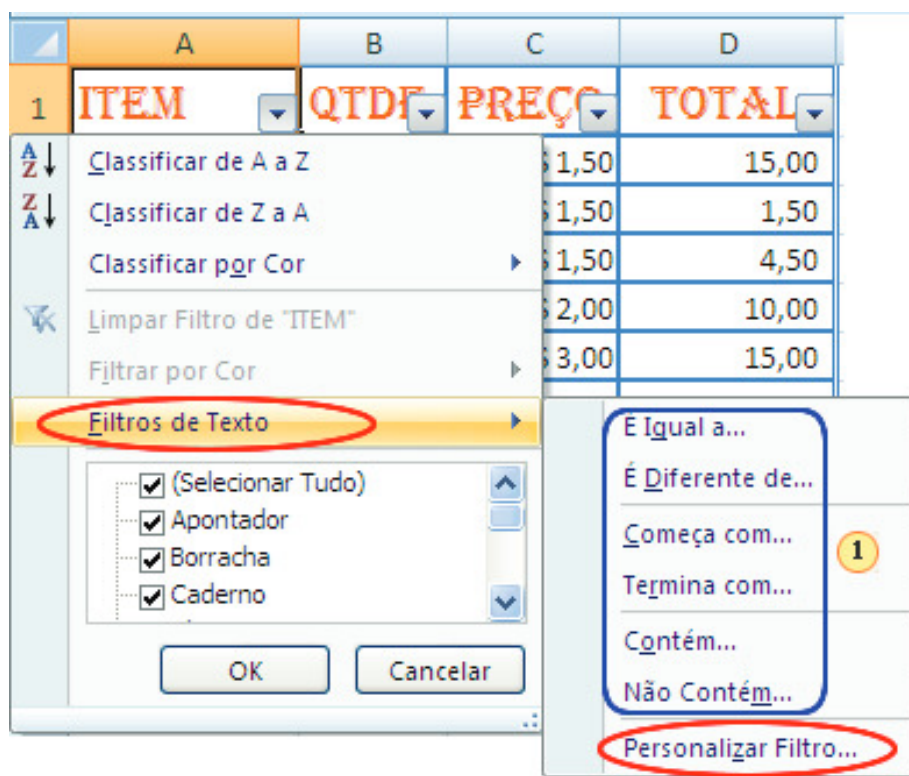 A B C D
1 ITEM QTDE PREÇO TOTAL
Classificar de A a Z $ 1,50 15,00
Classificar de Z a A $ 1,50 1,50
Classificar por Cor $ 1,50 4,50
Limpar Filtro de "ITEM" $ 2,00 10,00
Filtrar por Cor $ 3,00 15,00
Filtros de Texto
(Selecionar Tudo)
Apontador
Borracha
Caderno
OK Cancelar
É Igual a...
É Diferente de...
Começa com...
1
Termina com...
Contém...
Não Contém...
Personalizar Filtro...